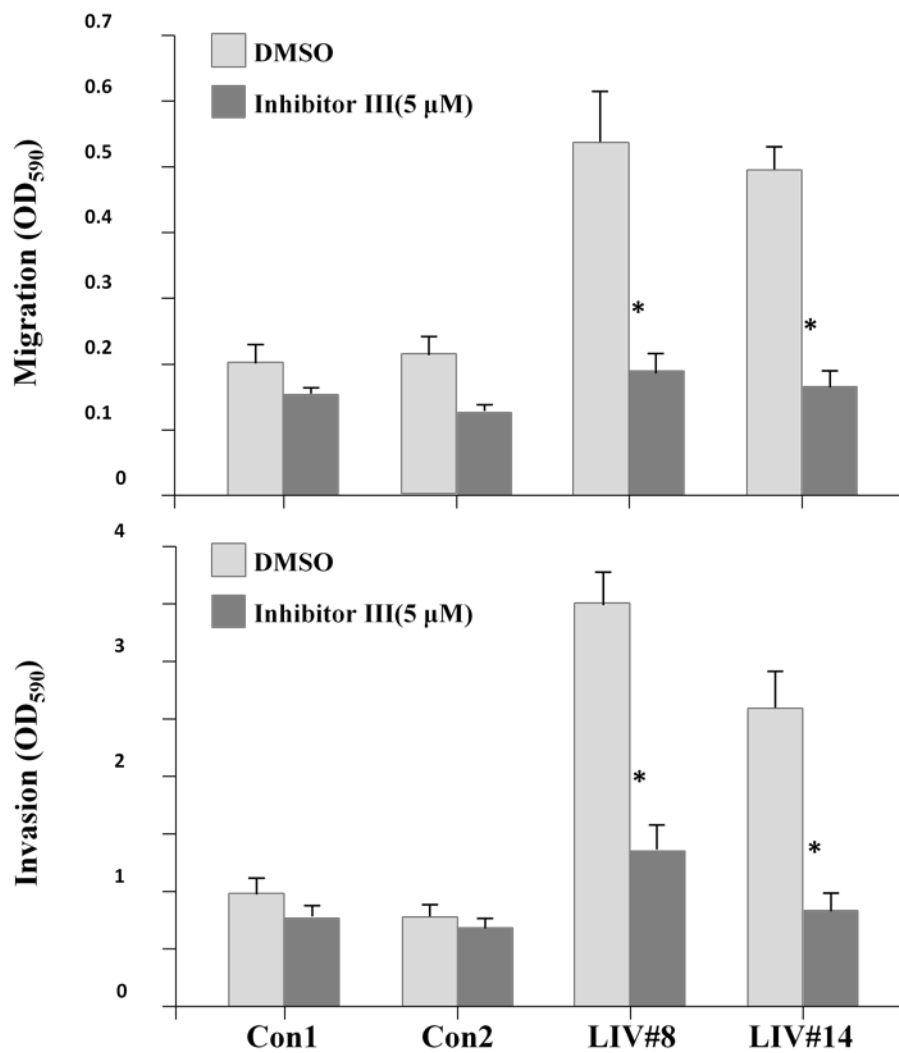 0.7
DMSO
Inhibitor III(5 µM)
0.6
0.5
0.4
0.3
0.2
0.1
0
Migration (OD590)
*
*
4
DMSO
Inhibitor III(5 µM)
3
2
1
0
Invasion (OD590)
*
*
Con1 Con2 LIV#8 LIV#14